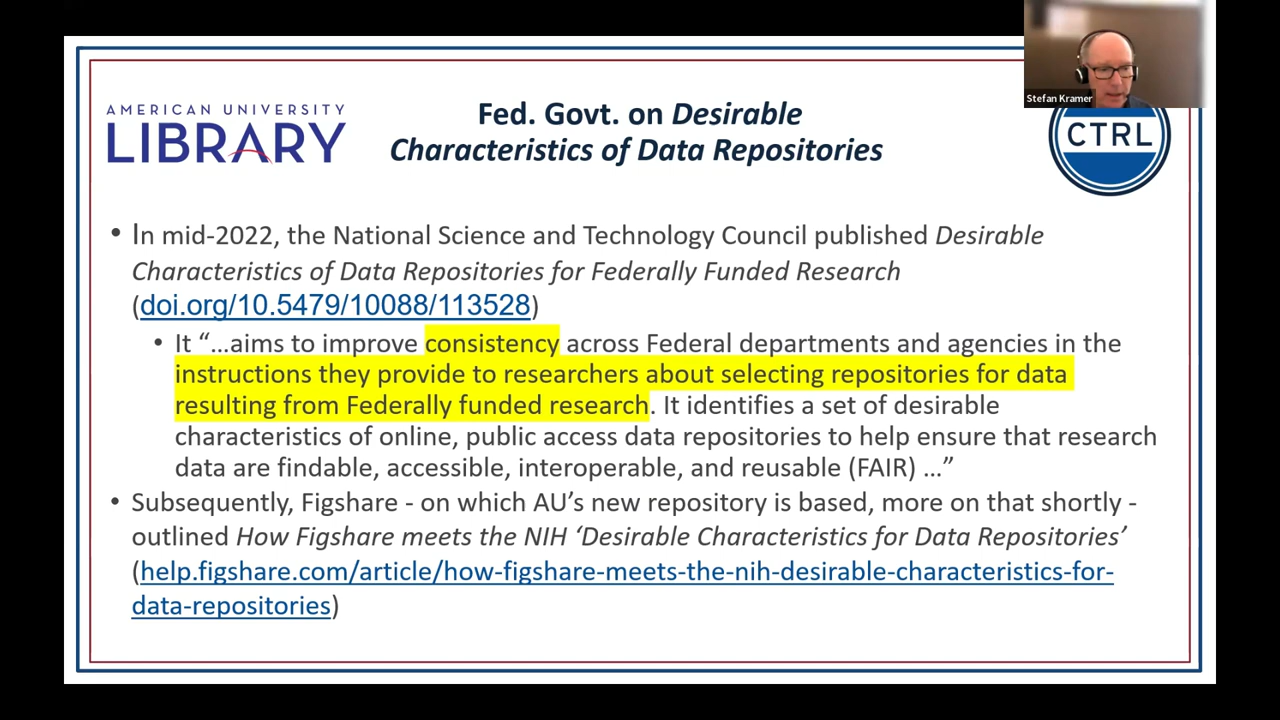 Stefan Kramer
AMERICAN UNIVERSITY
LIBRARY
Fed. Govt. on Desirable
Characteristics of Data Repositories
CTRL
• In mid-2022, the National Science and Technology Council published Desirable
Characteristics of Data Repositories for Federally Funded Research
(doi.org/10.5479/10088/113528)
• It “…aims to improve consistency across Federal departments and agencies in the
instructions they provide to researchers about selecting repositories for data
resulting from Federally funded research. It identifies a set of desirable
characteristics of online, public access data repositories to help ensure that research
data are findable, accessible, interoperable, and reusable (FAIR) …”
• Subsequently, Figshare - on which AU’s new repository is based, more on that shortly -
outlined How Figshare meets the NIH ‘Desirable Characteristics for Data Repositories’
(help.figshare.com/article/how-figshare-meets-the-nih-desirable-characteristics-for-
data-repositories)